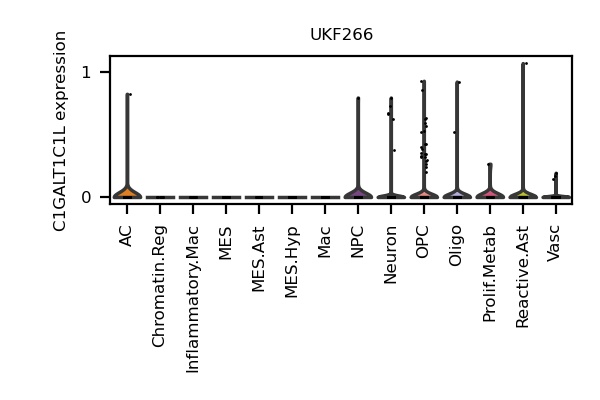 UKF266
C1GALT1C1L expression
1
0
AC
Chromatin.Reg
Inflammatory.Mac
MES
MES.Ast
MES.Hyp
Mac
NPC
Neuron
OPC
Oligo
Prolif.Metab
Reactive.Ast
Vasc